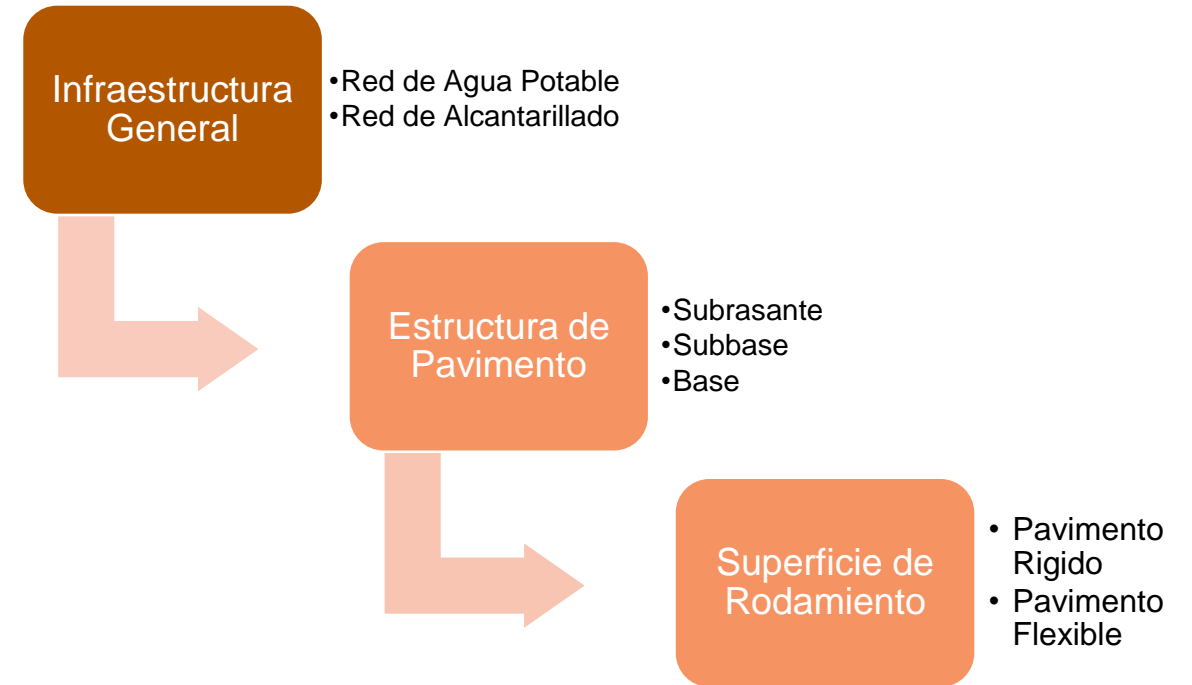 Infraestructura
General
•Red de Agua Potable
•Red de Alcantarillado
Estructura de
Pavimento
•Subrasante
•Subbase
•Base
Superficie de
Rodamiento
• Pavimento
Rigido
• Pavimento
Flexible